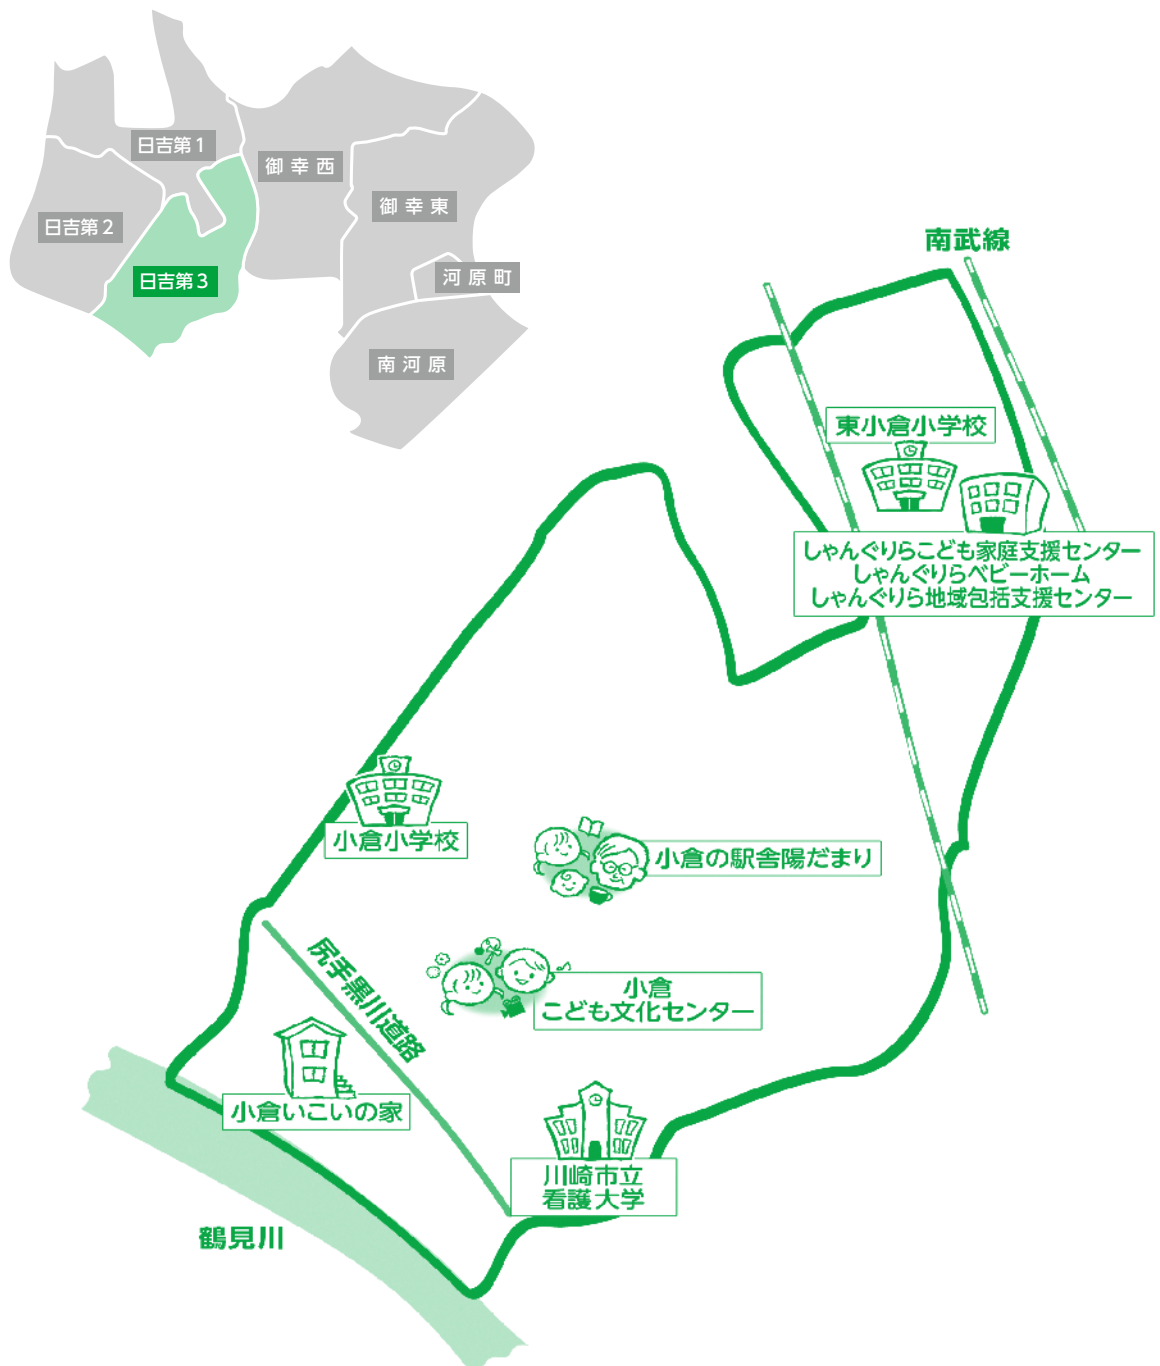 日吉第1
御幸西
御幸東
日吉第2
日吉第3
河原町
南河原
南武線
東小倉小学校
しゃんぐりらこども家庭支援センター
しゃんぐりらベビーホーム
しゃんぐりら地域包括支援センター
小倉小学校
小倉の駅舎陽だまり
尻手黒川道路
小倉
こども文化センター
小倉いこいの家
川崎市立
看護大学
鶴見川